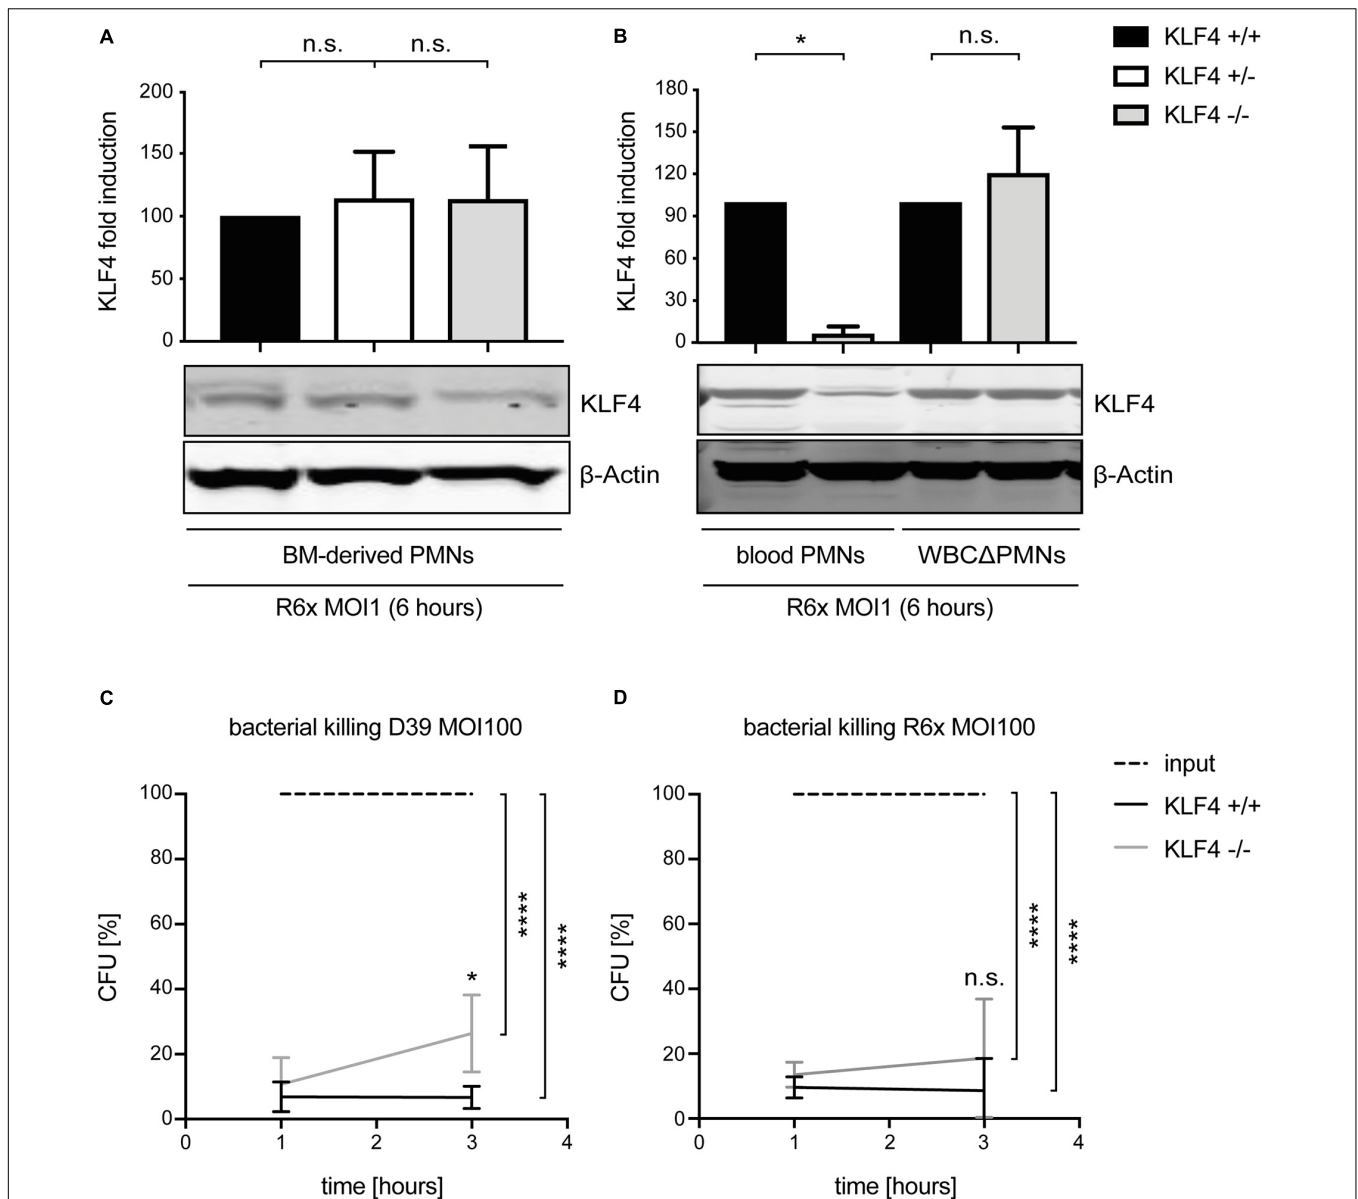 A
n.s. n.s.
KLF4 fold induction
200
150
100
50
0
KLF4
β-Actin
BM-derived PMNs
R6x MOI1 (6 hours)
B
* n.s.
KLF4 fold induction
180
150
120
90
60
30
0
KLF4
β-Actin
blood PMNs WBCΔPMNs
R6x MOI1 (6 hours)
KLF4 +/+
KLF4 +/-
KLF4 -/-
C
bacterial killing D39 MOI100
CFU [%]
100
80
60
40
20
0
*
****
****
0 1 2 3 4
time [hours]
D
bacterial killing R6x MOI100
CFU [%]
100
80
60
40
20
0
n.s.
****
****
0 1 2 3 4
time [hours]
input
KLF4 +/+
KLF4 -/-